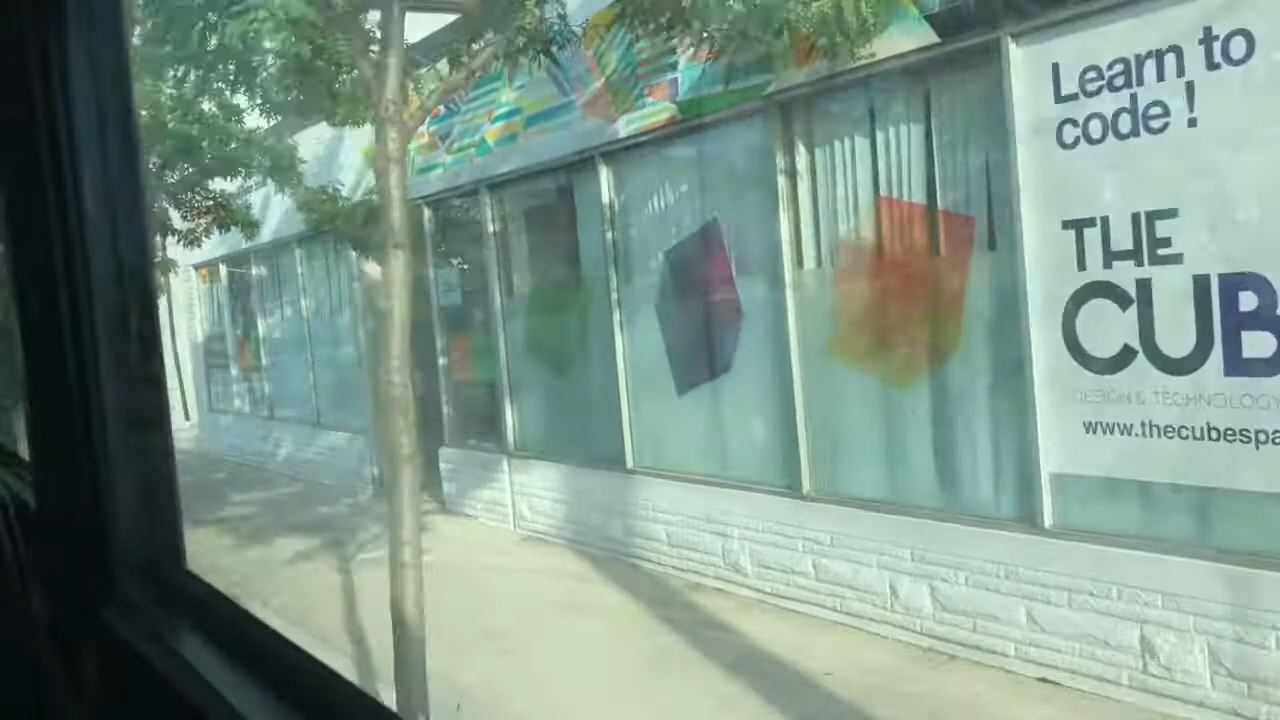 Learn to
code !
THE
CUB
DESIGN & TECHNOLOGY
www.thecubespa